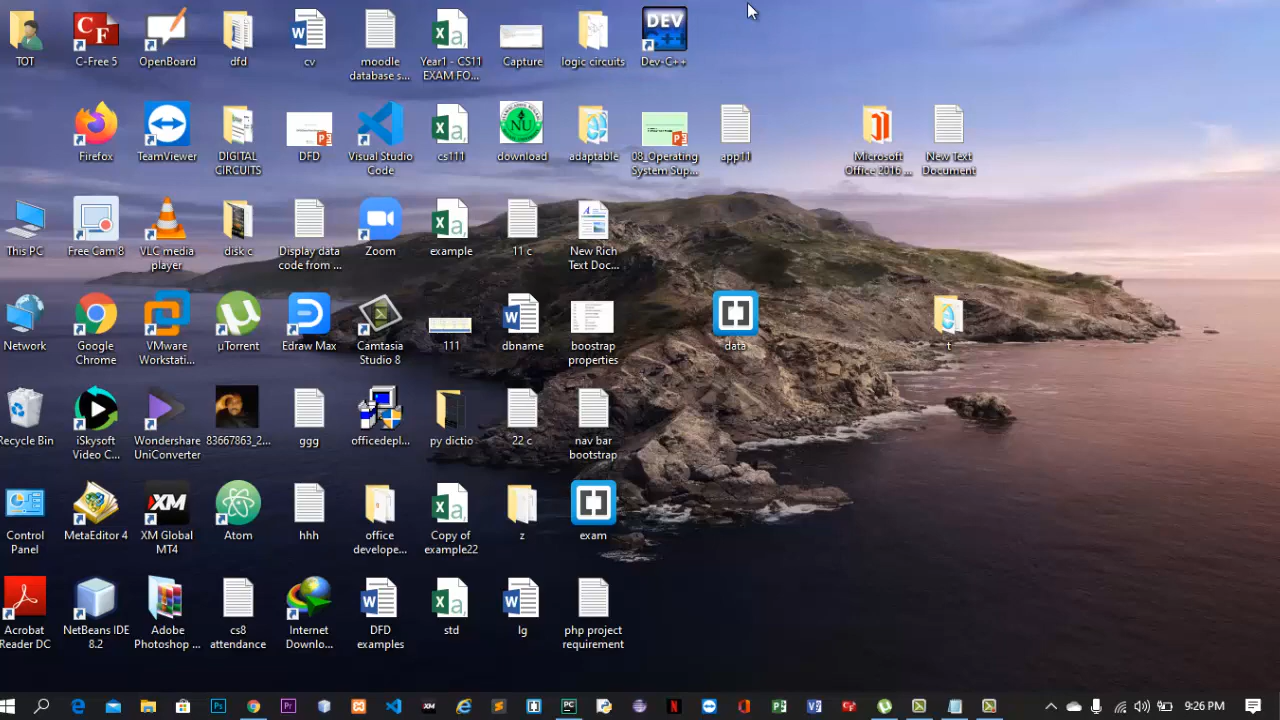 TOT
C-Free 5
OpenBoard
dfd
cv
moodle
database s...
Year1 - CS11
EXAM FO...
Capture
logic circuits
DEV
C++
Dev-C++
Firefox
TeamViewer
DIGITAL
CIRCUITS
DFD
Visual Studio
Code
cs111
NU
download
adaptable
08_Operating
System Sup...
app11
Microsoft
Office 2016 ...
New Text
Document
This PC
Free Cam 8
VLC media
player
disk c
Display data
code from ...
Zoom
example
11 c
New Rich
Text Doc...
Network
Google
Chrome
VMware
Workstati...
µTorrent
Edraw Max
Camtasia
Studio 8
111
dbname
boostrap
properties
data
t
Recycle Bin
iSkysoft
Video C...
Wondershare
UniConverter
83667863_2...
ggg
officedepl...
py dictio
22 c
nav bar
bootstrap
Control
Panel
MetaEditor 4
XM
XM Global
MT4
Atom
hhh
office
develope...
Copy of
example22
z
exam
Acrobat
Reader DC
NetBeans IDE
8.2
Adobe
Photoshop ...
cs8
attendance
Internet
Downlo...
DFD
examples
std
lg
php project
requirement
9:26 PM